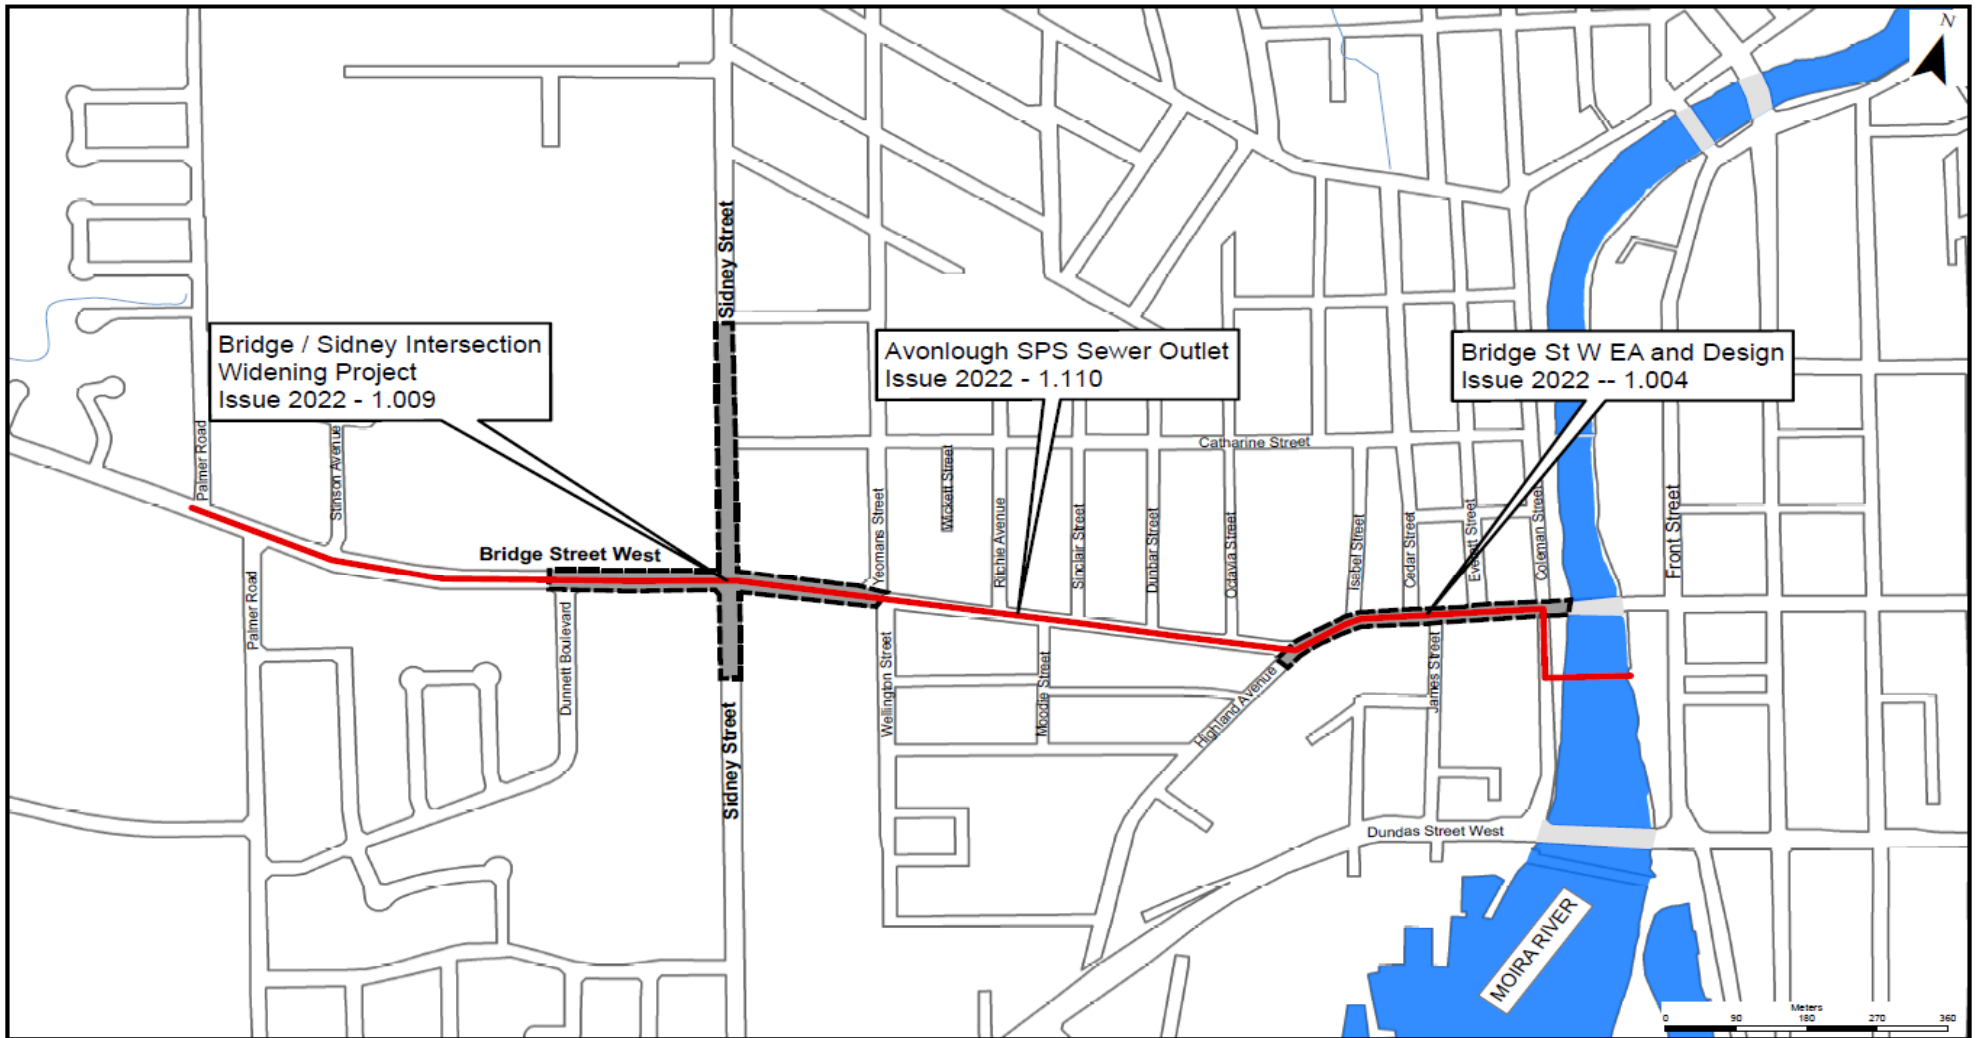 N
Sidney Street
Bridge / Sidney Intersection
Widening Project
Issue 2022 - 1.009
Avonlough SPS Sewer Outlet
Issue 2022 - 1.110
Bridge St W EA and Design
Issue 2022 -- 1.004
Catharine Street
Palmer Road
Stinson Avenue
Bridge Street West
Yeomans Street
Wickett Street
Ritchie Avenue
Sinclair Street
Dunbar Street
Octavia Street
Isabel Street
Cedar Street
Everett Street
Coleman Street
Front Street
Palmer Road
Dunnett Boulevard
Sidney Street
Wellington Street
Moodie Street
Highland Avenue
James Street
Dundas Street West
MOIRA RIVER
Meters
0 90 180 270 360